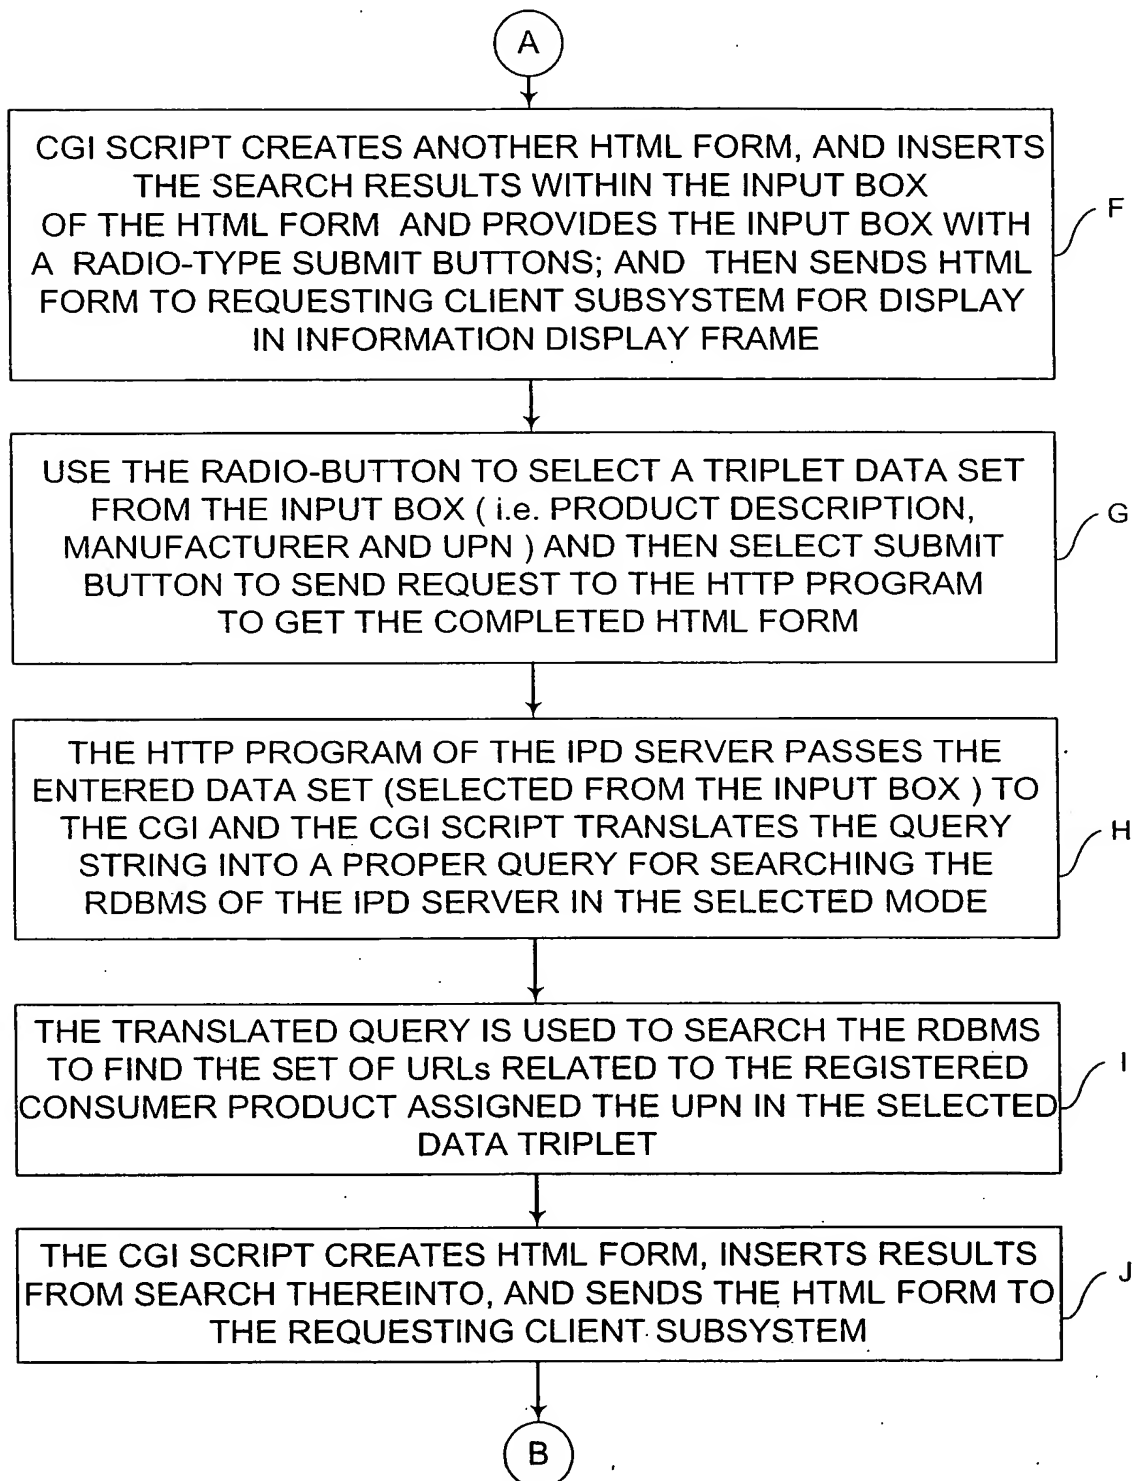 A
CGI SCRIPT CREATES ANOTHER HTML FORM, AND INSERTS
THE SEARCH RESULTS WITHIN THE INPUT BOX
OF THE HTML FORM AND PROVIDES THE INPUT BOX WITH
A RADIO-TYPE SUBMIT BUTTONS; AND THEN SENDS HTML
FORM TO REQUESTING CLIENT SUBSYSTEM FOR DISPLAY
IN INFORMATION DISPLAY FRAME
F
USE THE RADIO-BUTTON TO SELECT A TRIPLET DATA SET
FROM THE INPUT BOX ( i.e. PRODUCT DESCRIPTION,
MANUFACTURER AND UPN ) AND THEN SELECT SUBMIT
BUTTON TO SEND REQUEST TO THE HTTP PROGRAM
TO GET THE COMPLETED HTML FORM
G
THE HTTP PROGRAM OF THE IPD SERVER PASSES THE
ENTERED DATA SET (SELECTED FROM THE INPUT BOX ) TO
THE CGI AND THE CGI SCRIPT TRANSLATES THE QUERY
STRING INTO A PROPER QUERY FOR SEARCHING THE
RDBMS OF THE IPD SERVER IN THE SELECTED MODE
H
THE TRANSLATED QUERY IS USED TO SEARCH THE RDBMS
TO FIND THE SET OF URLs RELATED TO THE REGISTERED
CONSUMER PRODUCT ASSIGNED THE UPN IN THE SELECTED
DATA TRIPLET
I
THE CGI SCRIPT CREATES HTML FORM, INSERTS RESULTS
FROM SEARCH THEREINTO, AND SENDS THE HTML FORM TO
THE REQUESTING CLIENT SUBSYSTEM
J
B